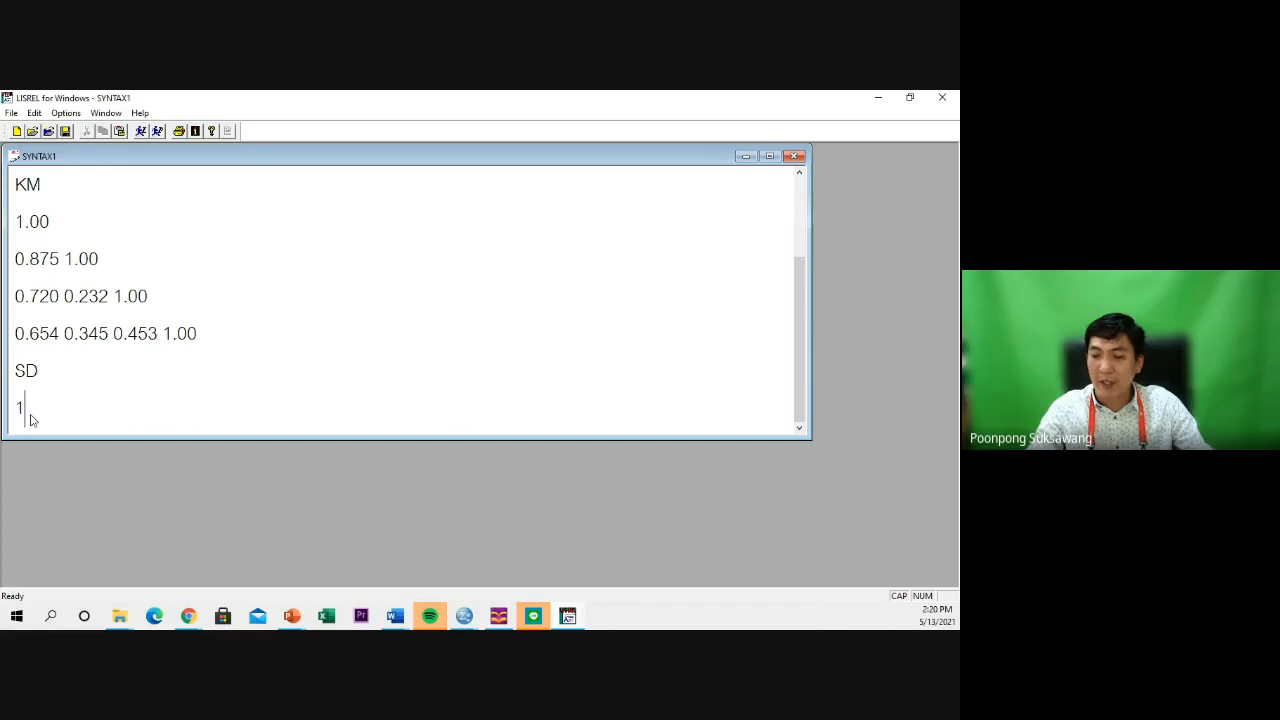 LISREL for Windows - SYNTAX1
File Edit Options Window Help
SYNTAX1
KM
1.00
0.875 1.00
0.720 0.232 1.00
0.654 0.345 0.453 1.00
SD
1
Poonpong Suksawang
Ready
CAP NUM
2:20 PM
5/13/2021